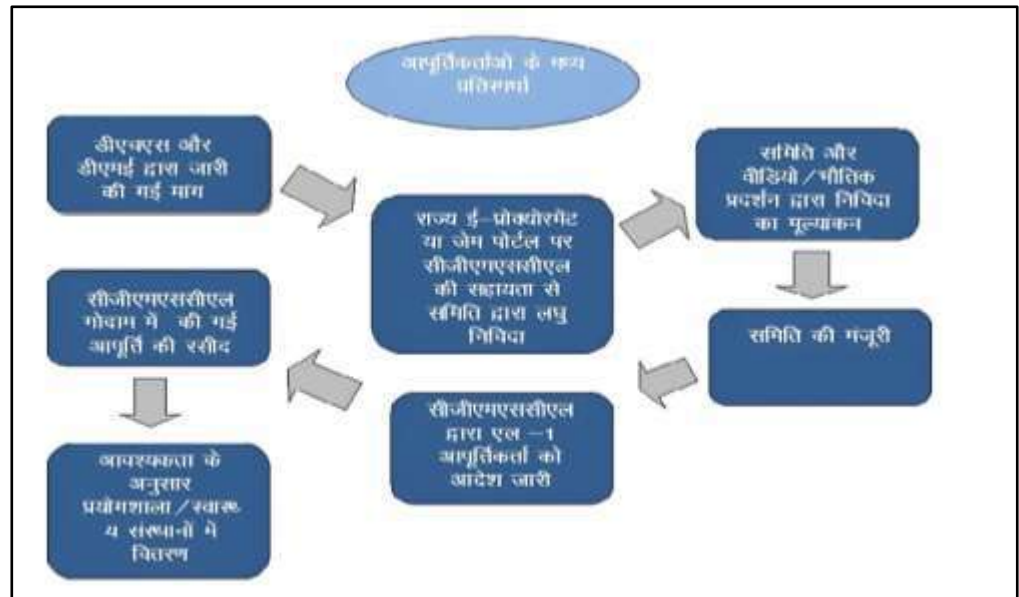 आपूर्तिकर्ताओं के मध्य
प्रतिस्पर्धा
डीएचएस और
डीएमई द्वारा जारी
की गई मांग
राज्य ई-प्रोक्योरमेंट
या जेम पोर्टल पर
सीजीएमएससीएल
की सहायता से
समिति द्वारा लघु
निविदा
समिति और
वीडियो/भौतिक
प्रदर्शन द्वारा निविदा
का मूल्यांकन
समिति की मंजूरी
सीजीएमएससीएल
द्वारा एल -1
आपूर्तिकर्ता को
आदेश जारी
सीजीएमएससीएल
गोदाम में की गई
आपूर्ति की रसीद
आवश्यकता के
अनुसार
प्रयोगशाला/स्वास्थ्
य संस्थानों में
वितरण